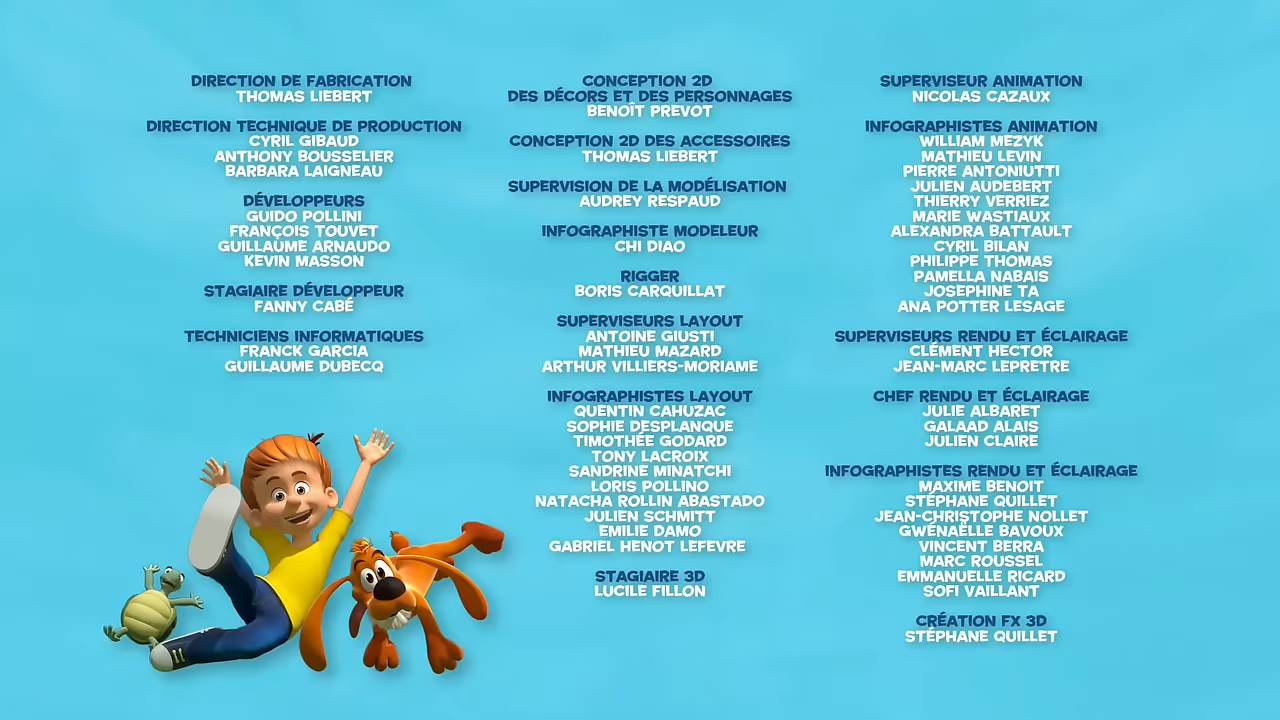 DIRECTION DE FABRICATION
THOMAS LIEBERT
DIRECTION TECHNIQUE DE PRODUCTION
CYRIL GIBAUD
ANTHONY BOUSSELIER
BARBARA LAIGNEAU
DÉVELOPPEURS
GUIDO POLLINI
FRANÇOIS TOUVET
GUILLAUME ARNAUDO
KEVIN MASSON
STAGIAIRE DÉVELOPPEUR
FANNY CABÉ
TECHNICIENS INFORMATIQUES
FRANCK GARCIA
GUILLAUME DUBECQ
CONCEPTION 2D
DES DÉCORS ET DES PERSONNAGES
BENOÎT PREVOT
CONCEPTION 2D DES ACCESSOIRES
THOMAS LIEBERT
SUPERVISION DE LA MODÉLISATION
AUDREY RESPAUD
INFOGRAPHISTE MODELEUR
CHI DIAO
RIGGER
BORIS CARQUILLAT
SUPERVISEURS LAYOUT
ANTOINE GIUSTI
MATHIEU MAZARD
ARTHUR VILLIERS-MORIAME
INFOGRAPHISTES LAYOUT
QUENTIN CAHUZAC
SOPHIE DESPLANQUE
TIMOTHÉE GODARD
TONY LACROIX
SANDRINE MINATCHI
LORIS POLLINO
NATACHA ROLLIN ABASTADO
JULIEN SCHMITT
EMILIE DAMO
GABRIEL HENOT LEFEVRE
STAGIAIRE 3D
LUCILE FILLON
SUPERVISEUR ANIMATION
NICOLAS CAZAUX
INFOGRAPHISTES ANIMATION
WILLIAM MEZYK
MATHIEU LEVIN
PIERRE ANTONIUTTI
JULIEN AUDEBERT
THIERRY VERRIEZ
MARIE WASTIAUX
ALEXANDRA BATTAULT
CYRIL BILAN
PHILIPPE THOMAS
PAMELLA NABAIS
JOSEPHINE TA
ANA POTTER LESAGE
SUPERVISEURS RENDU ET ÉCLAIRAGE
CLÉMENT HECTOR
JEAN-MARC LEPRETRE
CHEF RENDU ET ÉCLAIRAGE
JULIE ALBARET
GALAAD ALAIS
JULIEN CLAIRE
INFOGRAPHISTES RENDU ET ÉCLAIRAGE
MAXIME BENOIT
STÉPHANE QUILLET
JEAN-CHRISTOPHE NOLLET
GWÉNAËLLE BAVOUX
VINCENT BERRA
MARC ROUSSEL
EMMANUELLE RICARD
SOFI VAILLANT
CRÉATION FX 3D
STÉPHANE QUILLET